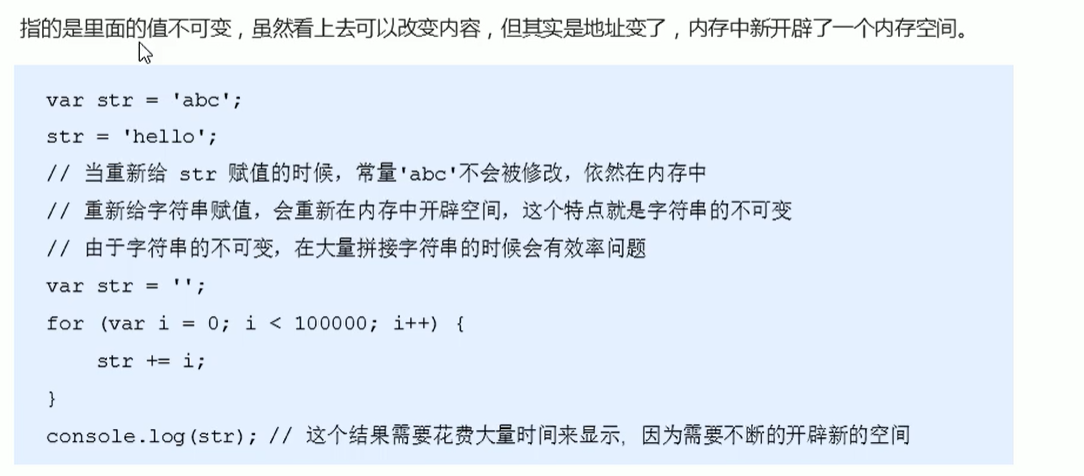 指的是里面的值不可变，虽然看上去可以改变内容，但其实是地址变了，内存中新开辟了一个内存空间。
var str = 'abc';
str = 'hello';
// 当重新给 str 赋值的时候，常量'abc'不会被修改，依然在内存中
// 重新给字符串赋值，会重新在内存中开辟空间，这个特点就是字符串的不可变
// 由于字符串的不可变，在大量拼接字符串的时候会有效率问题
var str = '';
for (var i = 0; i < 100000; i++) {
    str += i;
}
console.log(str); // 这个结果需要花费大量时间来显示，因为需要不断的开辟新的空间